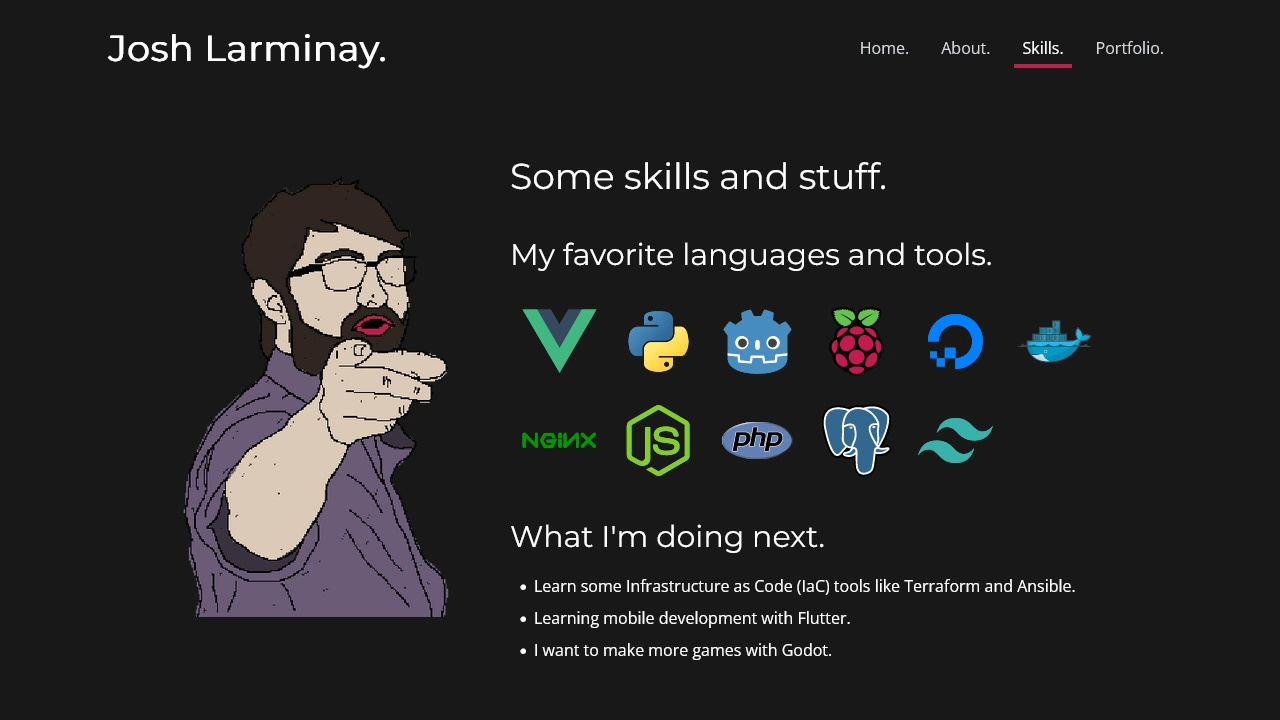 Josh Larminay.
Home. About. Skills. Portfolio.
Some skills and stuff.
My favorite languages and tools.
NGINX JS php
What I'm doing next.
• Learn some Infrastructure as Code (IaC) tools like Terraform and Ansible.
• Learning mobile development with Flutter.
• I want to make more games with Godot.